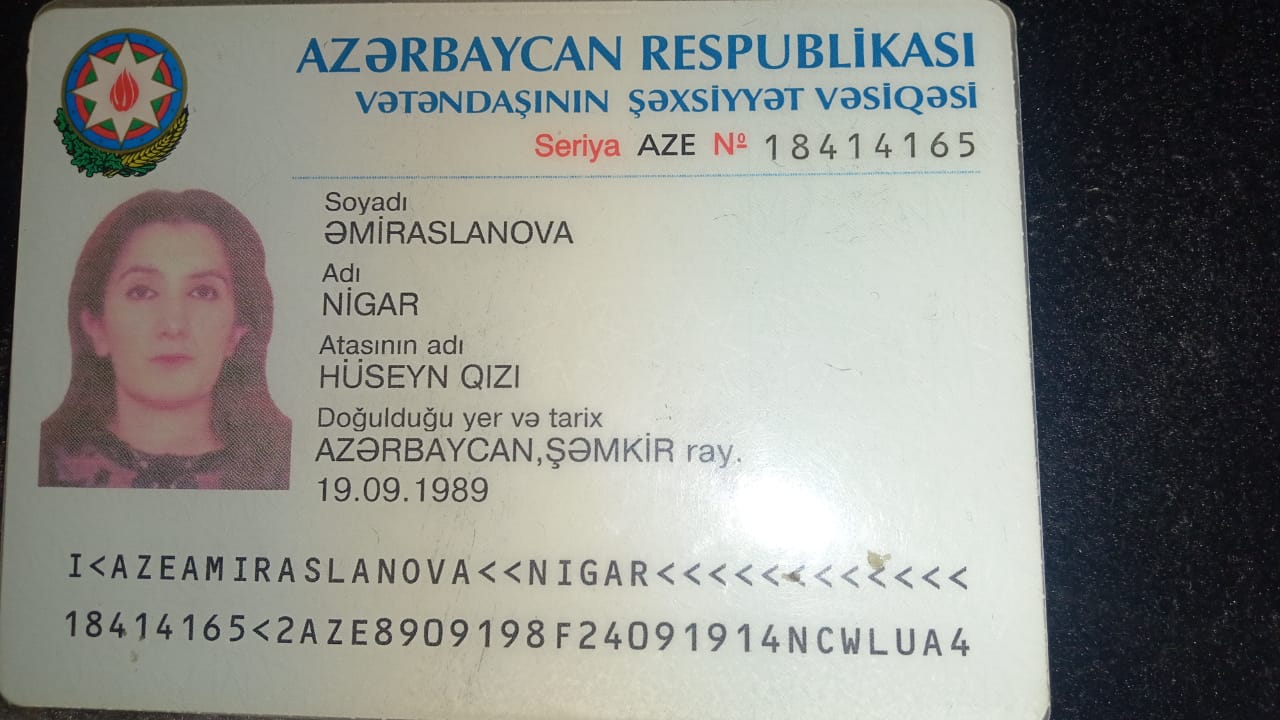 AZƏRBAYCAN RESPUBLİKASI
VƏTƏNDAŞININ ŞƏXSİYYƏT VƏSİQƏSİ
Seriya AZE Nº 18414165
Soyadı
ƏMİRASLANOVA
Adı
NİGAR
Atasının adı
HÜSEYN QIZI
Doğulduğu yer və tarix
AZƏRBAYCAN,ŞƏMKİR ray.
19.09.1989
I<AZEAMIRASLANOVA<<NIGAR<<<<<<<<<<<<<
18414165<2AZE8909198F24091914NCWLUA4